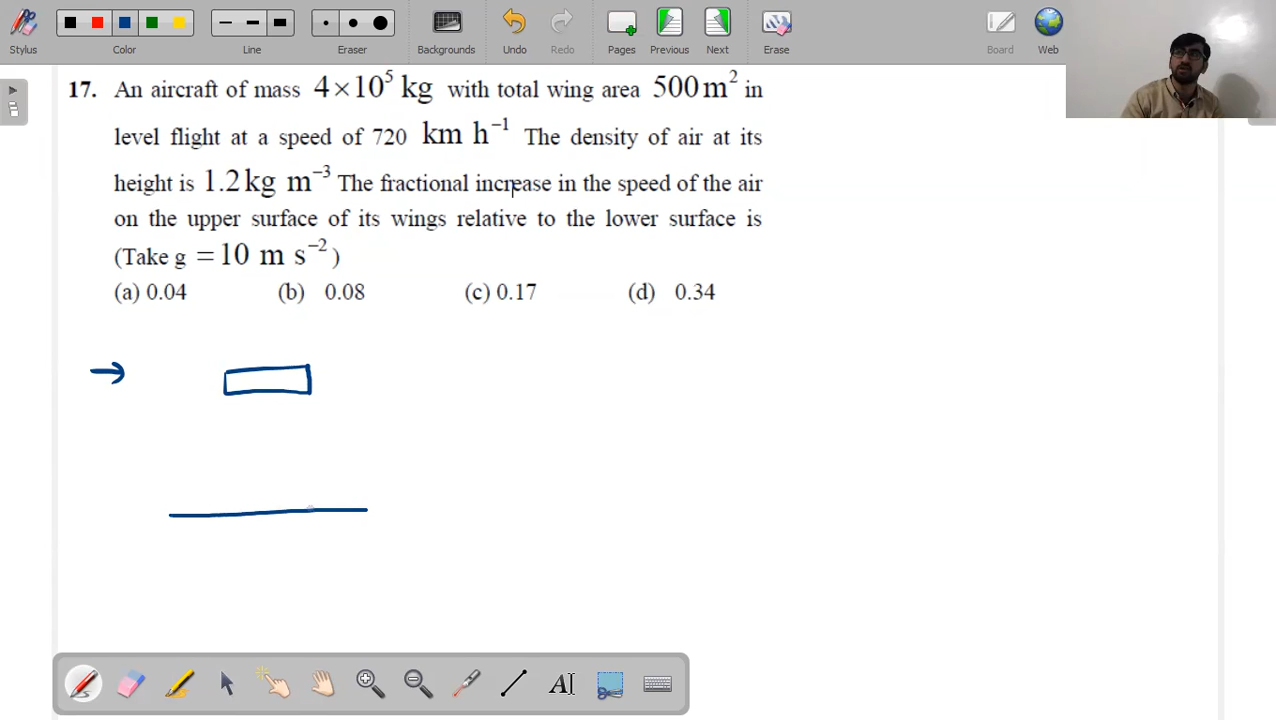 Stylus
Color
Line
Eraser
Backgrounds
Undo
Redo
Pages
Previous
Next
Erase
Board
Web
17. An aircraft of mass 4×10⁵ kg with total wing area 500 m² in
level flight at a speed of 720 km h⁻¹ The density of air at its
height is 1.2 kg m⁻³ The fractional increase in the speed of the air
on the upper surface of its wings relative to the lower surface is
(Take g = 10 m s⁻² )
(a) 0.04 (b) 0.08 (c) 0.17 (d) 0.34